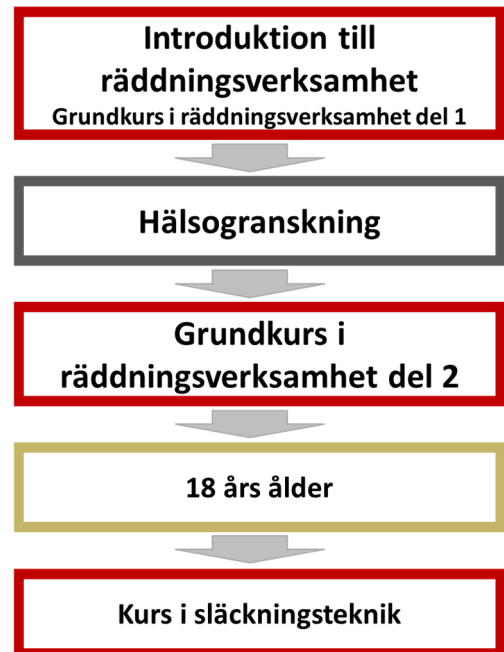 Introduktion till
räddningsverksamhet
Grundkurs i räddningsverksamhet del 1
Hälsogranskning
Grundkurs i
räddningsverksamhet del 2
18 års ålder
Kurs i släckningsteknik